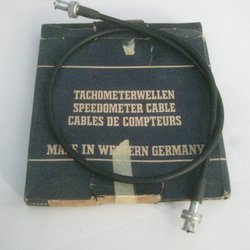 TACHOMETERWELLEN
SPEEDOMETER CABLE
CABLES DE COMPTEURS
MADE IN WESTERN GERMANY